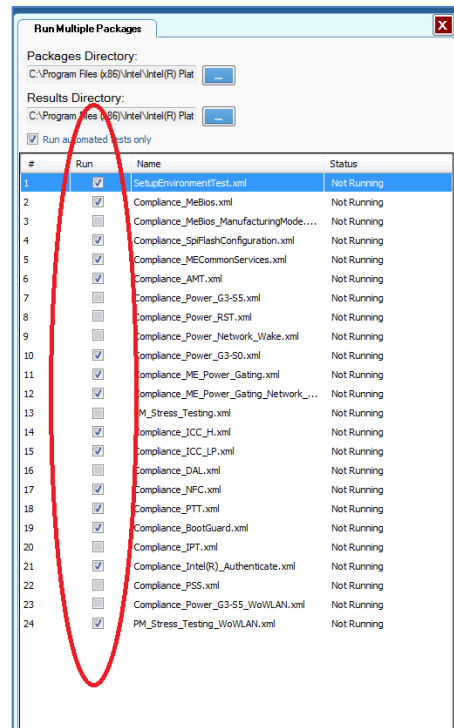 Run Multiple Packages
X
Packages Directory:
C:\Program Files (x86)\Intel\Intel(R) Plat ...
Results Directory:
C:\Program Files (x86)\Intel\Intel(R) Plat ...
Run automated tests only
# Run Name Status
1 SetupEnvironmentTest.xml Not Running
2 Compliance_MeBios.xml Not Running
3 Compliance_MeBios_ManufacturingMode.... Not Running
4 Compliance_SpiFlashConfiguration.xml Not Running
5 Compliance_MECommonServices.xml Not Running
6 Compliance_AMT.xml Not Running
7 Compliance_Power_G3-S5.xml Not Running
8 Compliance_Power_RST.xml Not Running
9 Compliance_Power_Network_Wake.xml Not Running
10 Compliance_Power_G3-S0.xml Not Running
11 Compliance_ME_Power_Gating.xml Not Running
12 Compliance_ME_Power_Gating_Network_... Not Running
13 PM_Stress_Testing.xml Not Running
14 Compliance_ICC_H.xml Not Running
15 Compliance_ICC_LP.xml Not Running
16 Compliance_DAL.xml Not Running
17 Compliance_NFC.xml Not Running
18 Compliance_PTT.xml Not Running
19 Compliance_BootGuard.xml Not Running
20 Compliance_IPT.xml Not Running
21 Compliance_Intel(R)_Authenticate.xml Not Running
22 Compliance_PSS.xml Not Running
23 Compliance_Power_G3-S5_WoWLAN.xml Not Running
24 PM_Stress_Testing_WoWLAN.xml Not Running